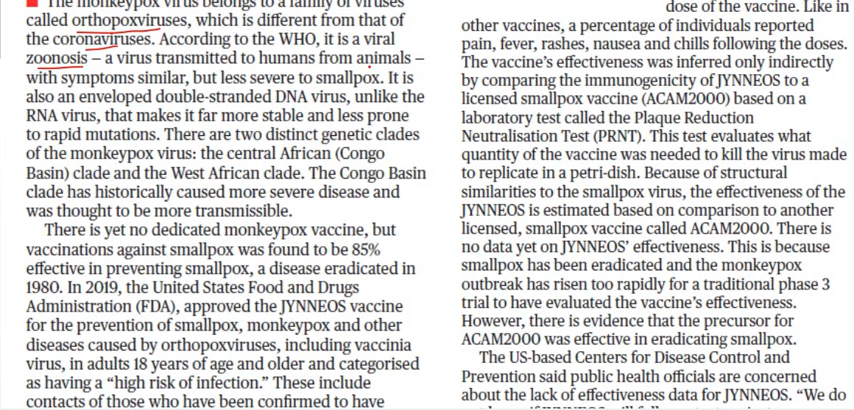 The monkeypox virus belongs to a family of viruses
called orthopoxviruses, which is different from that of
the coronaviruses. According to the WHO, it is a viral
zoonosis – a virus transmitted to humans from animals –
with symptoms similar, but less severe to smallpox. It is
also an enveloped double-stranded DNA virus, unlike the
RNA virus, that makes it far more stable and less prone
to rapid mutations. There are two distinct genetic clades
of the monkeypox virus: the central African (Congo
Basin) clade and the West African clade. The Congo Basin
clade has historically caused more severe disease and
was thought to be more transmissible.
There is yet no dedicated monkeypox vaccine, but
vaccinations against smallpox was found to be 85%
effective in preventing smallpox, a disease eradicated in
1980. In 2019, the United States Food and Drugs
Administration (FDA), approved the JYNNEOS vaccine
for the prevention of smallpox, monkeypox and other
diseases caused by orthopoxviruses, including vaccinia
virus, in adults 18 years of age and older and categorised
as having a “high risk of infection.” These include
contacts of those who have been confirmed to have
dose of the vaccine. Like in
other vaccines, a percentage of individuals reported
pain, fever, rashes, nausea and chills following the doses.
The vaccine’s effectiveness was inferred only indirectly
by comparing the immunogenicity of JYNNEOS to a
licensed smallpox vaccine (ACAM2000) based on a
laboratory test called the Plaque Reduction
Neutralisation Test (PRNT). This test evaluates what
quantity of the vaccine was needed to kill the virus made
to replicate in a petri-dish. Because of structural
similarities to the smallpox virus, the effectiveness of the
JYNNEOS is estimated based on comparison to another
licensed, smallpox vaccine called ACAM2000. There is
no data yet on JYNNEOS’ effectiveness. This is because
smallpox has been eradicated and the monkeypox
outbreak has risen too rapidly for a traditional phase 3
trial to have evaluated the vaccine’s effectiveness.
However, there is evidence that the precursor for
ACAM2000 was effective in eradicating smallpox.
The US-based Centers for Disease Control and
Prevention said public health officials are concerned
about the lack of effectiveness data for JYNNEOS. “We do